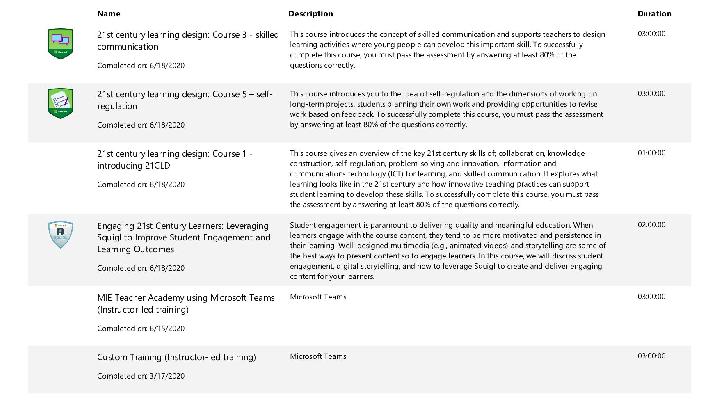 Name Description Duration
21st century learning design: Course 3 - skilled
communication
Completed on: 6/18/2020
This course introduces the concept of skilled communication and supports teachers to design
learning activities where young people can develop this important skill. To successfully
complete this course, you must pass the assessment by answering at least 80% of the
questions correctly.
03:00:00
21st century learning design: Course 5 – self-
regulation
Completed on: 6/18/2020
This course introduces you to the idea of self-regulation and the dimensions of working on
long-term projects, students planning their own work and providing opportunities to revise
work based on feedback. To successfully complete this course, you must pass the assessment
by answering at least 80% of the questions correctly.
03:00:00
21st century learning design: Course 1 -
introducing 21CLD
Completed on: 6/18/2020
This course gives an overview of the key 21st century skills of; collaboration, knowledge
construction, self-regulation, problem solving and innovation, information and
communications technology (ICT) for learning, and skilled communication. It explores what
learning looks like in the 21st century and how innovative teaching practices can support
student learning to develop these skills. To successfully complete this course, you must pass
the assessment by answering at least 80% of the questions correctly.
01:00:00
Engaging 21st Century Learners: Leveraging
Squigl to Improve Student Engagement and
Learning Outcomes
Completed on: 6/18/2020
Student engagement is paramount to delivering quality and meaningful education. When
learners engage with the course content, they tend to be more motivated and persistence in
their learning. Well-designed multimedia (e.g., animated videos) and storytelling are some of
the best ways to present content so to engage learners. In this course, we will discuss student
engagement, digital storytelling, and how to leverage Squigl to create and deliver engaging
content for your learners.
02:00:00
MIE Teacher Academy using Microsoft Teams
(Instructor-led training)
Completed on: 6/15/2020
Microsoft Teams
03:00:00
Custom Training (Instructor-led training)
Completed on: 3/17/2020
Microsoft Teams
03:00:00